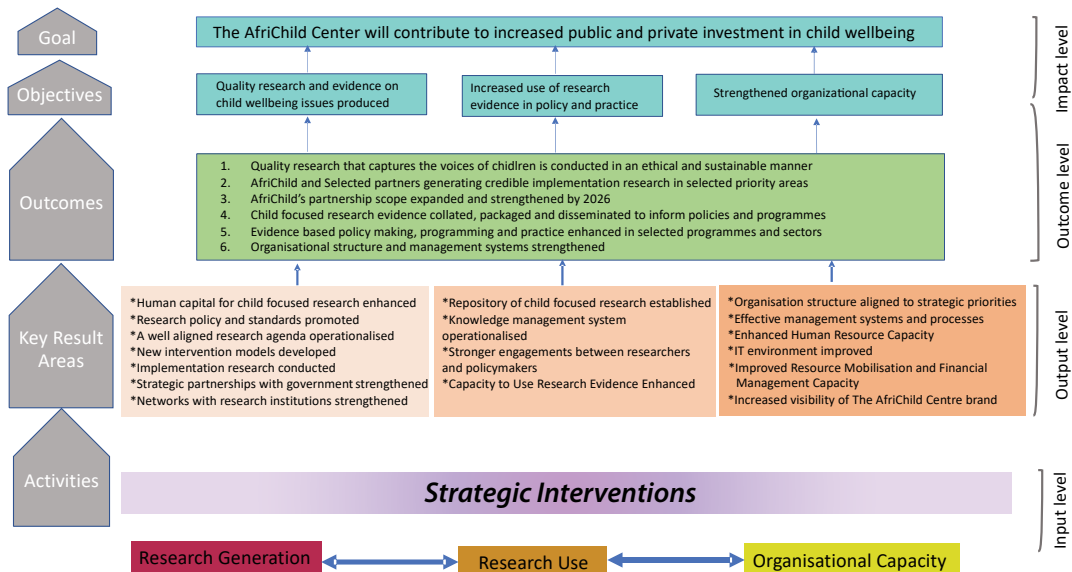 Goal
The AfriChild Center will contribute to increased public and private investment in child wellbeing
Impact level
Objectives
Quality research and evidence on
child wellbeing issues produced
Increased use of research
evidence in policy and practice
Strengthened organizational capacity
Outcomes
1. Quality research that captures the voices of chidlren is conducted in an ethical and sustainable manner
2. AfriChild and Selected partners generating credible implementation research in selected priority areas
3. AfriChild's partnership scope expanded and strengthened by 2026
4. Child focused research evidence collated, packaged and disseminated to inform policies and programmes
5. Evidence based policy making, programming and practice enhanced in selected programmes and sectors
6. Organisational structure and management systems strengthened
Outcome level
Key Result
Areas
*Human capital for child focused research enhanced
*Research policy and standards promoted
*A well aligned research agenda operationalised
*New intervention models developed
*Implementation research conducted
*Strategic partnerships with government strengthened
*Networks with research institutions strengthened
*Repository of child focused research established
*Knowledge management system
operationalised
*Stronger engagements between researchers
and policymakers
*Capacity to Use Research Evidence Enhanced
*Organisation structure aligned to strategic priorities
*Effective management systems and processes
*Enhanced Human Resource Capacity
*IT environment improved
*Improved Resource Mobilisation and Financial
Management Capacity
*Increased visibility of The AfriChild Centre brand
Output level
Activities
Strategic Interventions
Input level
Research Generation
Research Use
Organisational Capacity